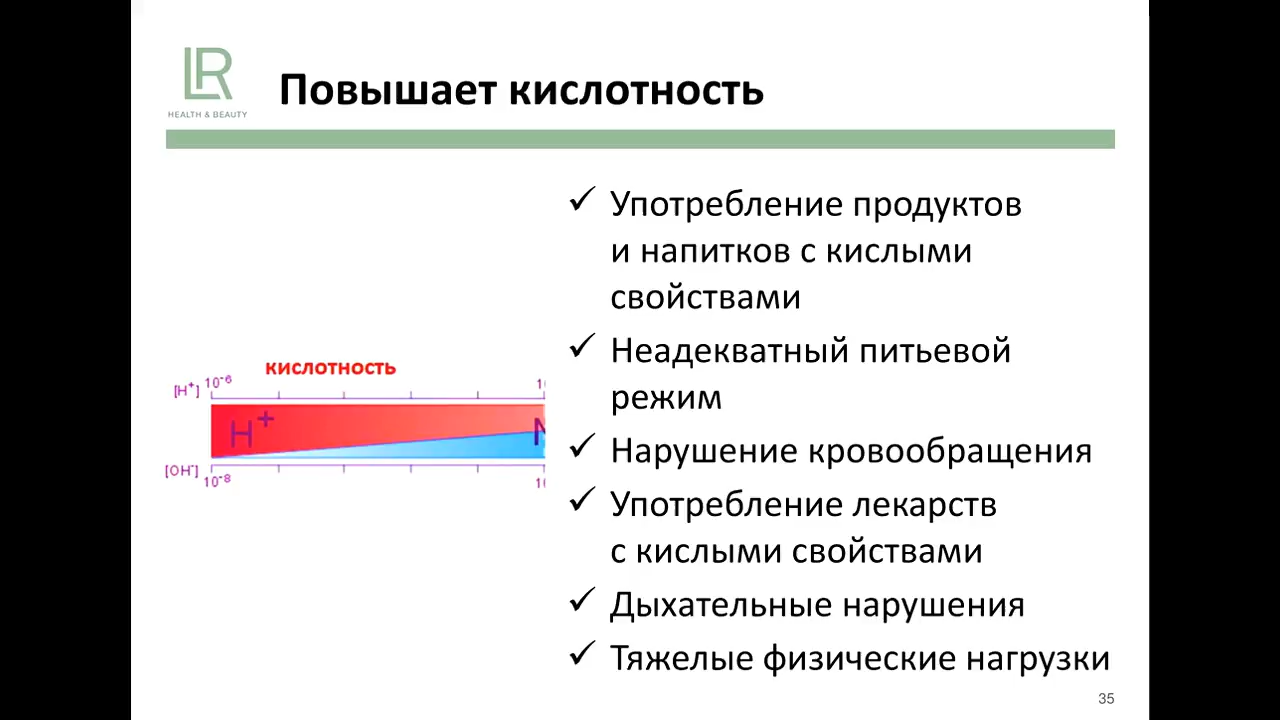 LR
HEALTH & BEAUTY
Повышает кислотность
✓ Употребление продуктов
и напитков с кислыми
свойствами
✓ Неадекватный питьевой
режим
✓ Нарушение кровообращения
✓ Употребление лекарств
с кислыми свойствами
✓ Дыхательные нарушения
✓ Тяжелые физические нагрузки
кислотность
[H⁺] 10⁻⁶
H⁺
[OH⁻] 10⁻⁸
35